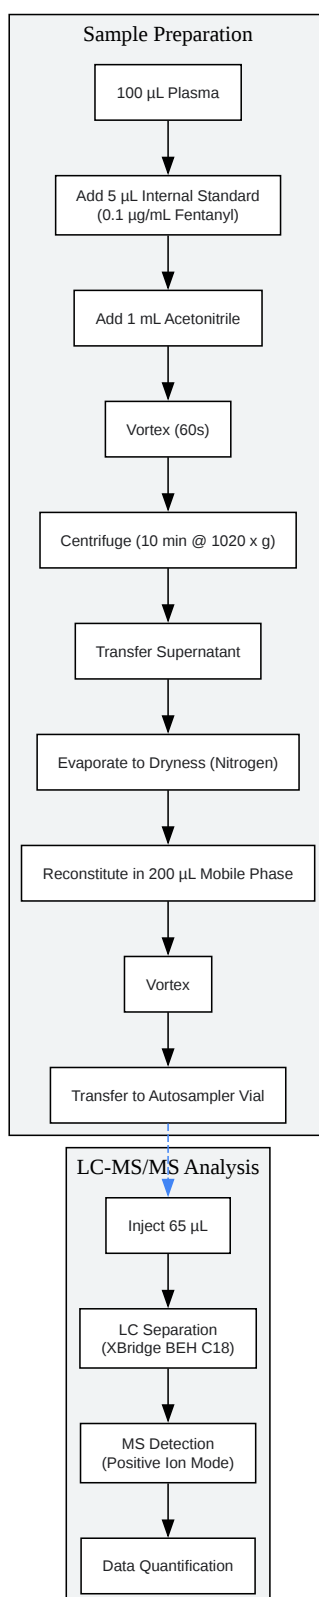 Sample Preparation
100 µL Plasma
Add 5 µL Internal Standard
(0.1 µg/mL Fentanyl)
Add 1 mL Acetonitrile
Vortex (60s)
Centrifuge (10 min @ 1020 x g)
Transfer Supernatant
Evaporate to Dryness (Nitrogen)
Reconstitute in 200 µL Mobile Phase
Vortex
Transfer to Autosampler Vial
LC-MS/MS Analysis
Inject 65 µL
LC Separation
(XBridge BEH C18)
MS Detection
(Positive Ion Mode)
Data Quantification